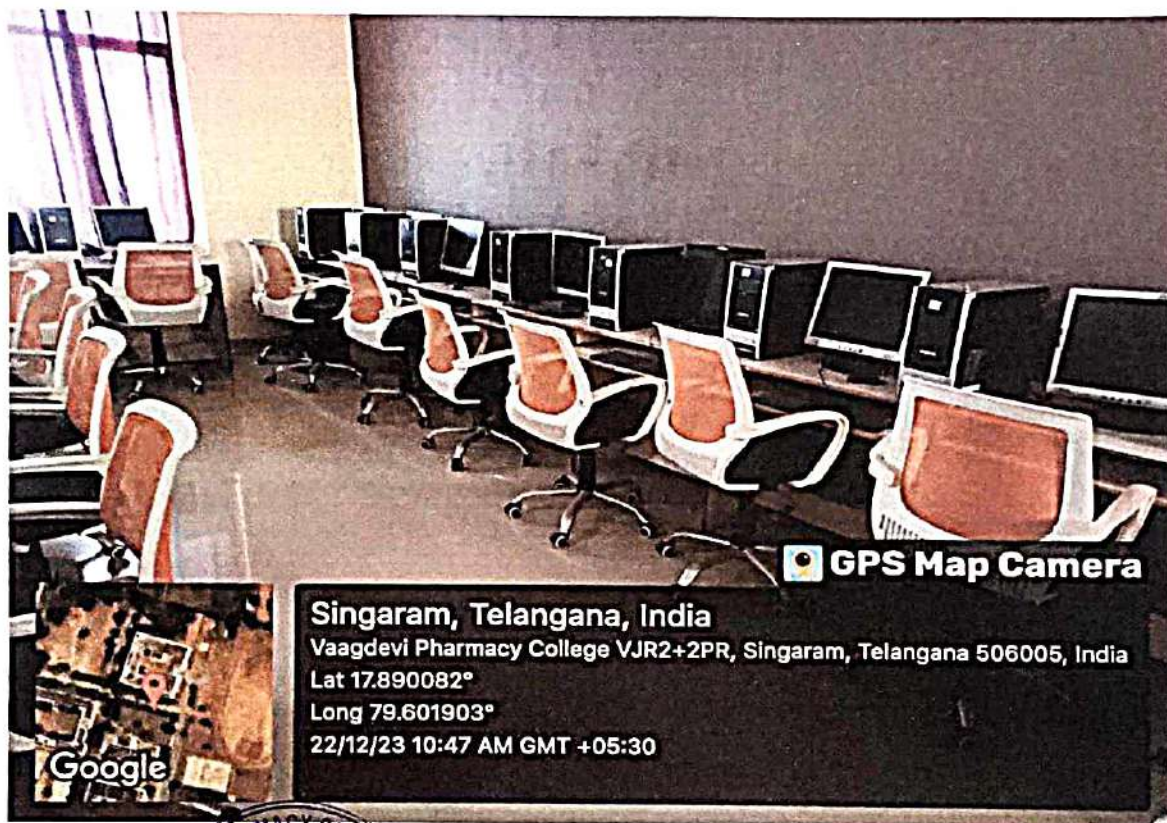 GPS Map Camera
Singaram, Telangana, India
Vaagdevi Pharmacy College VJR2+2PR, Singaram, Telangana 506005, India
Lat 17.890082°
Long 79.601903°
22/12/23 10:47 AM GMT +05:30
Google